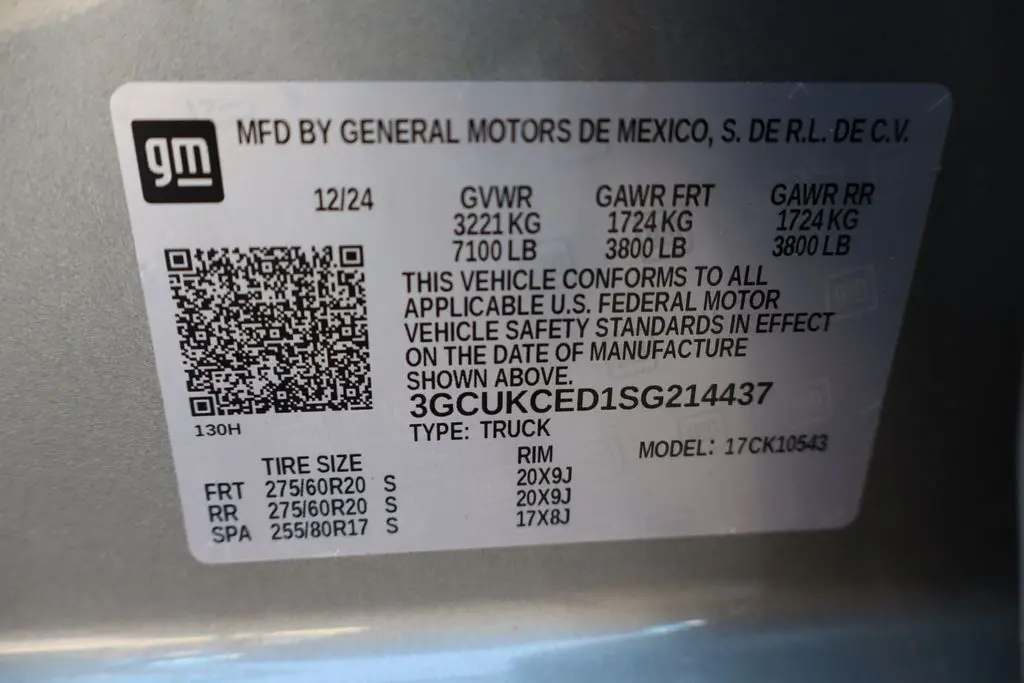 gm
MFD BY GENERAL MOTORS DE MEXICO, S. DE R.L. DE C.V.
12/24 GVWR GAWR FRT GAWR RR
3221 KG 1724 KG 1724 KG
7100 LB 3800 LB 3800 LB
THIS VEHICLE CONFORMS TO ALL
APPLICABLE U.S. FEDERAL MOTOR
VEHICLE SAFETY STANDARDS IN EFFECT
ON THE DATE OF MANUFACTURE
SHOWN ABOVE.
3GCUKCED1SG214437
130H
TYPE: TRUCK
MODEL: 17CK10543
TIRE SIZE RIM
FRT 275/60R20 S 20X9J
RR 275/60R20 S 20X9J
SPA 255/80R17 S 17X8J